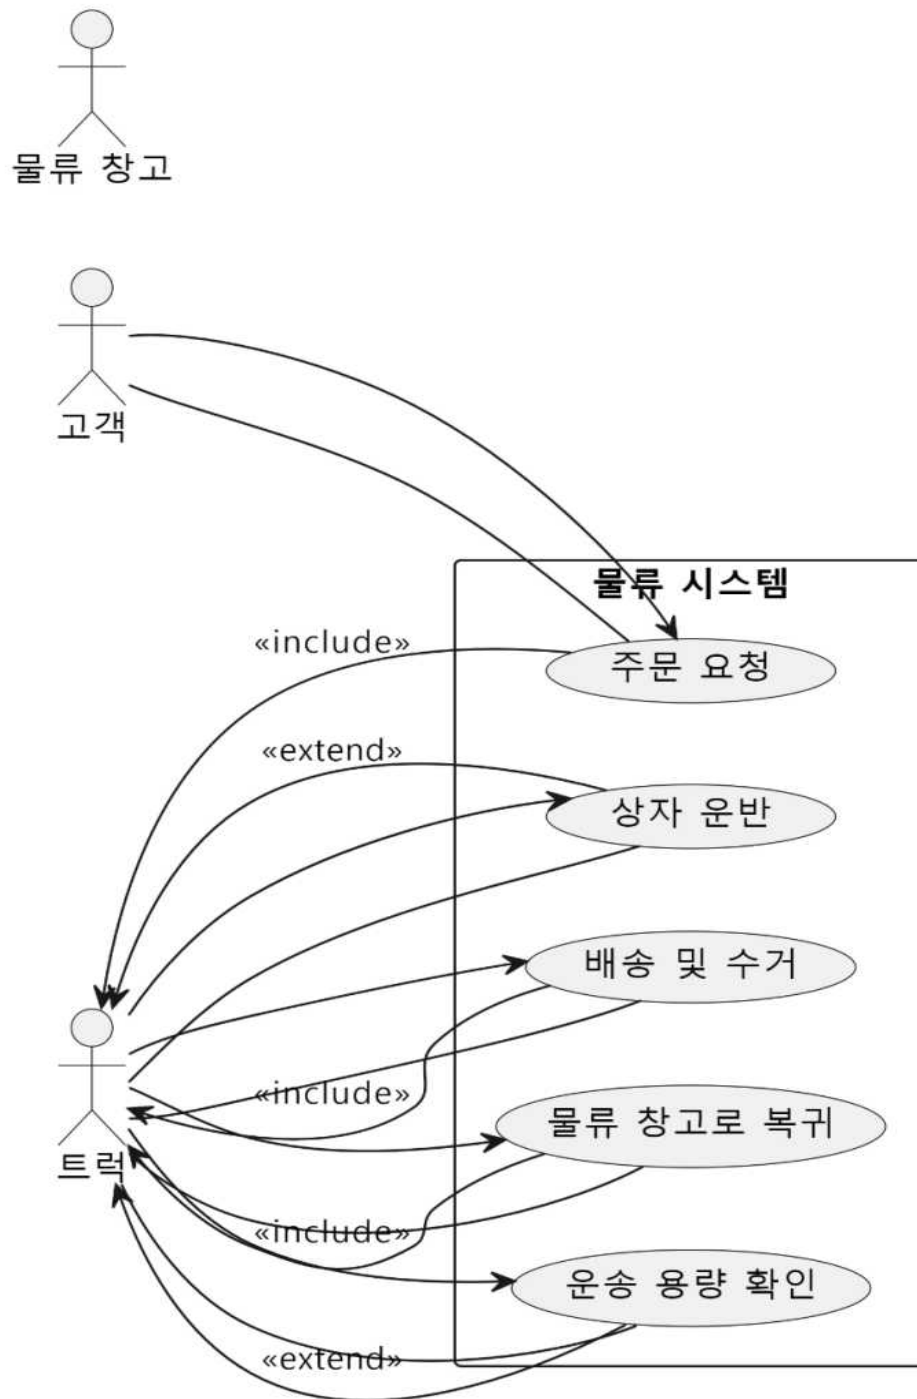 물류 창고
고객
물류 시스템
«include»
주문 요청
«extend»
상자 운반
배송 및 수거
«include»
물류 창고로 복귀
트럭
«include»
운송 용량 확인
«extend»